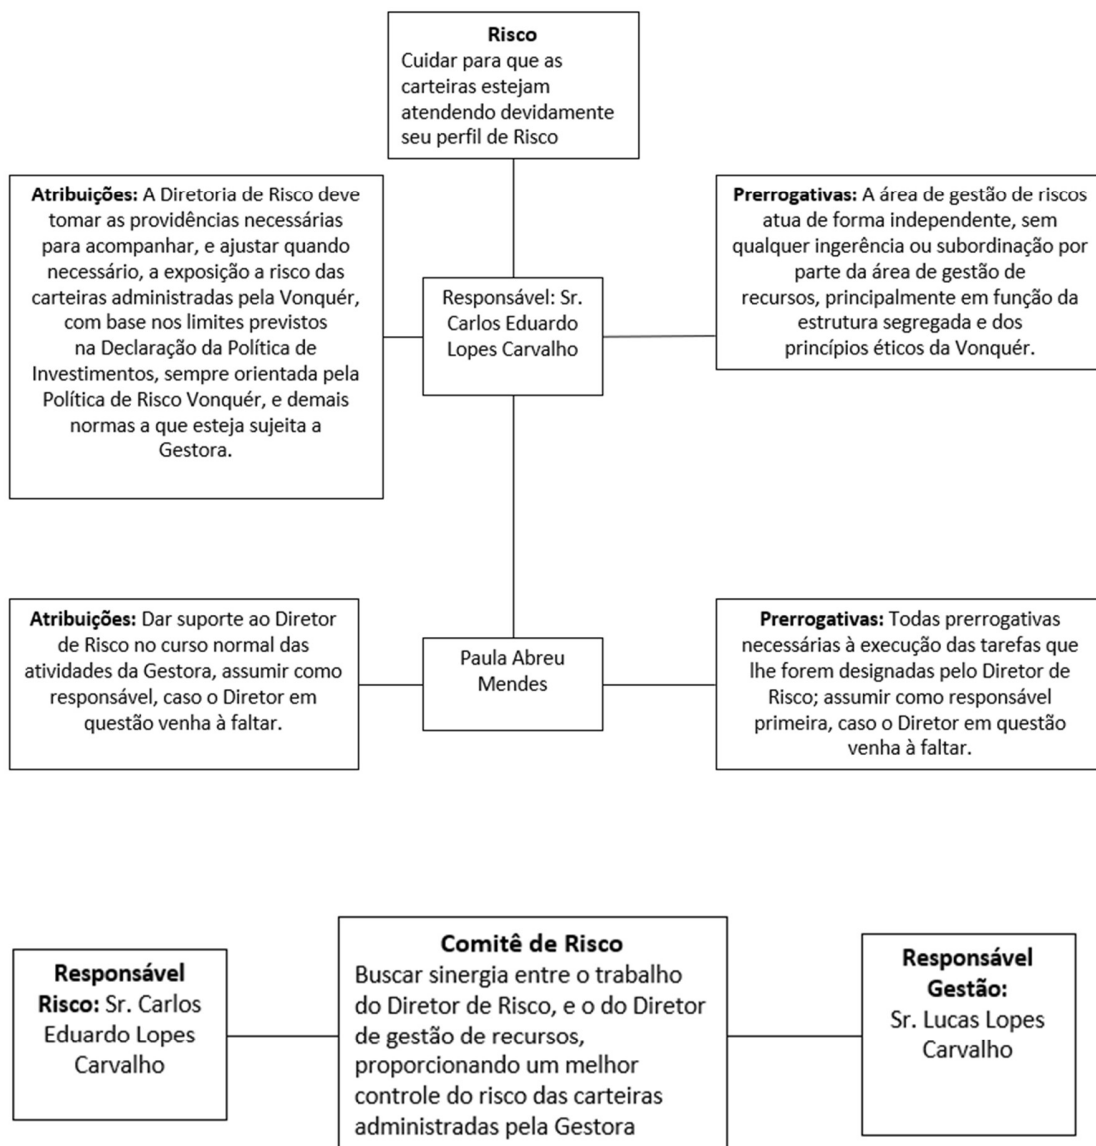 Risco
Cuidar para que as
carteiras estejam
atendendo devidamente
seu perfil de Risco
Atribuições: A Diretoria de Risco deve
tomar as providências necessárias
para acompanhar, e ajustar quando
necessário, a exposição a risco das
carteiras administradas pela Vonquér,
com base nos limites previstos
na Declaração da Política de
Investimentos, sempre orientada pela
Política de Risco Vonquér, e demais
normas a que esteja sujeita a
Gestora.
Responsável: Sr.
Carlos Eduardo
Lopes Carvalho
Prerrogativas: A área de gestão de riscos
atua de forma independente, sem
qualquer ingerência ou subordinação por
parte da área de gestão de
recursos, principalmente em função da
estrutura segregada e dos
princípios éticos da Vonquér.
Atribuições: Dar suporte ao Diretor
de Risco no curso normal das
atividades da Gestora, assumir como
responsável, caso o Diretor em
questão venha à faltar.
Paula Abreu
Mendes
Prerrogativas: Todas prerrogativas
necessárias à execução das tarefas que
lhe forem designadas pelo Diretor de
Risco; assumir como responsável
primeira, caso o Diretor em questão
venha à faltar.
Responsável
Risco: Sr. Carlos
Eduardo Lopes
Carvalho
Comitê de Risco
Buscar sinergia entre o trabalho
do Diretor de Risco, e o do Diretor
de gestão de recursos,
proporcionando um melhor
controle do risco das carteiras
administradas pela Gestora
Responsável
Gestão:
Sr. Lucas Lopes
Carvalho